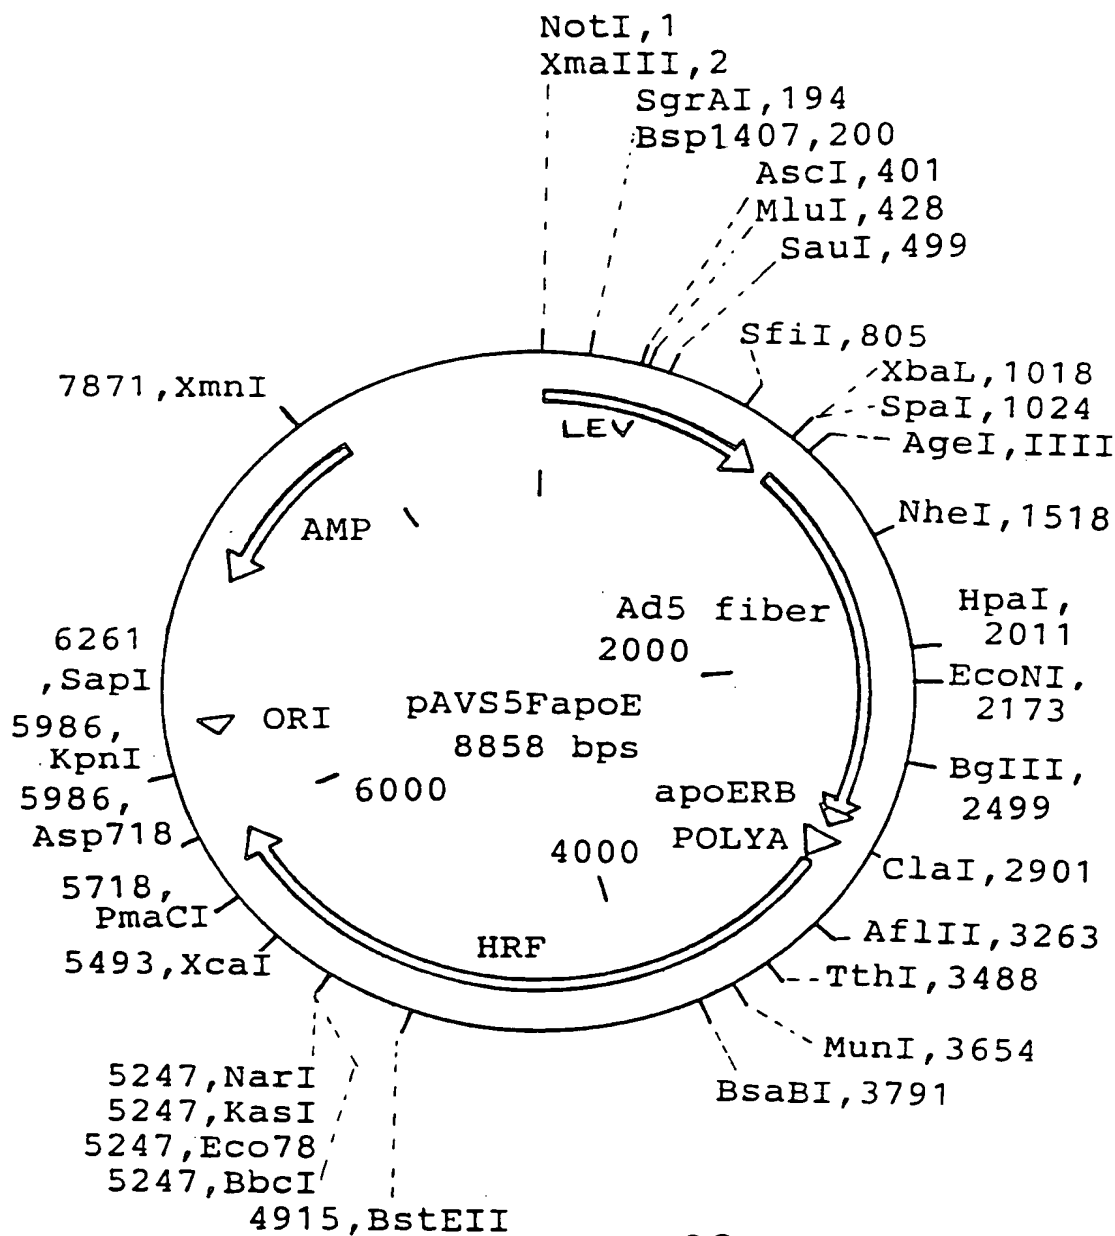 NotI,1
XmaIII,2
SgrAI,194
Bsp1407,200
AscI,401
MluI,428
SauI,499
SfiI,805
XbaL,1018
SpaI,1024
AgeI,IIII
7871,XmnI
LEV
AMP
NheI,1518
Ad5 fiber
2000
HpaI,
2011
EcoNI,
2173
6261
,SapI
5986,
KpnI
5986,
Asp718
5718,
PmaCI
5493,XcaI
ORI
pAVS5FapoE
8858 bps
6000
apoERB
POLYA
4000
BgIII,
2499
ClaI,2901
AflII,3263
TthI,3488
MunI,3654
BsaBI,3791
HRF
5247,NarI
5247,KasI
5247,Eco78
5247,BbcI
4915,BstEII